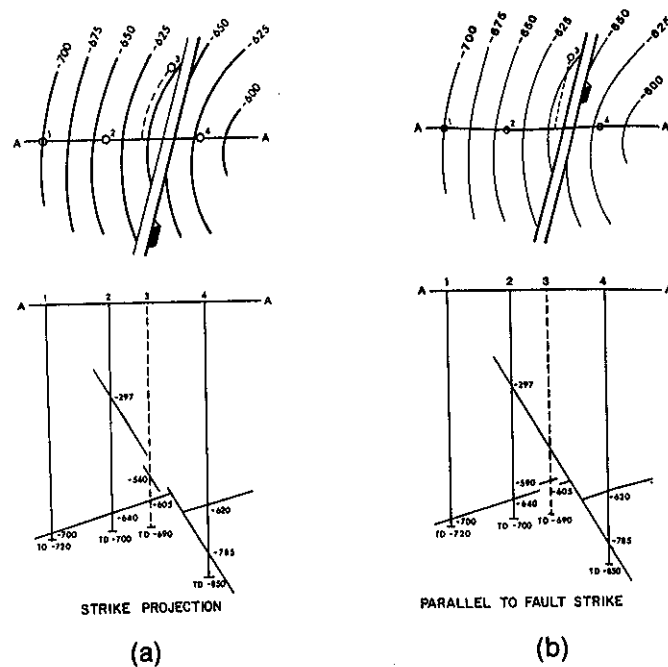 -700 -675 -650 -625 -650 -625
-600
3
A 1 2 4 A
A 1 2 3 4 A
-297
-540
-605
-640 -620
-700
TD -720 TD -700 TD -690
-785
TD -850
STRIKE PROJECTION
(a)
-700 -675 -650 -625 -650 -625
-600
3
A 1 2 4 A
A 1 2 3 4 A
-297
-590
-605
-640 -620
-700
TD -720 TD -700 TD -690
-785
TD -850
PARALLEL TO FAULT STRIKE
(b)